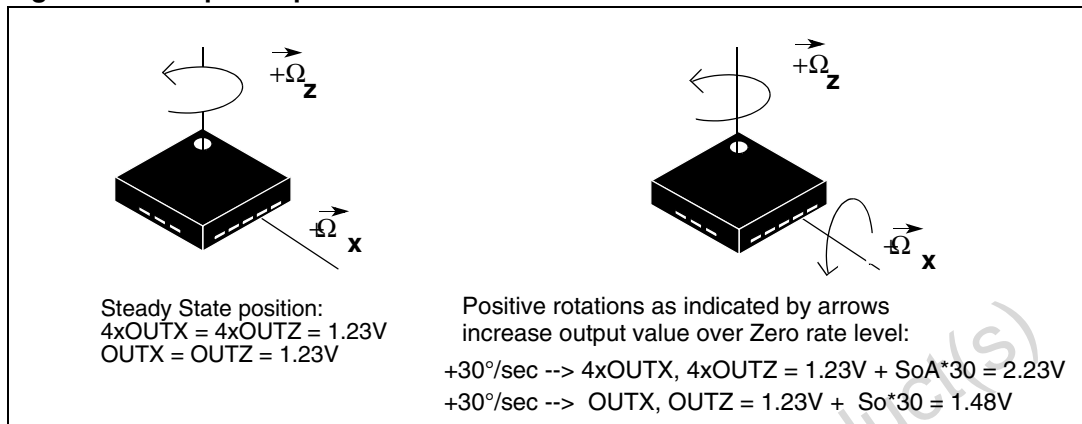 +Ω
z
+Ω
z
+Ω
x
+Ω
x
Steady State position:
4xOUTX = 4xOUTZ = 1.23V
OUTX = OUTZ = 1.23V
Positive rotations as indicated by arrows
increase output value over Zero rate level:
+30°/sec --> 4xOUTX, 4xOUTZ = 1.23V + SoA*30 = 2.23V
+30°/sec --> OUTX, OUTZ = 1.23V + So*30 = 1.48V